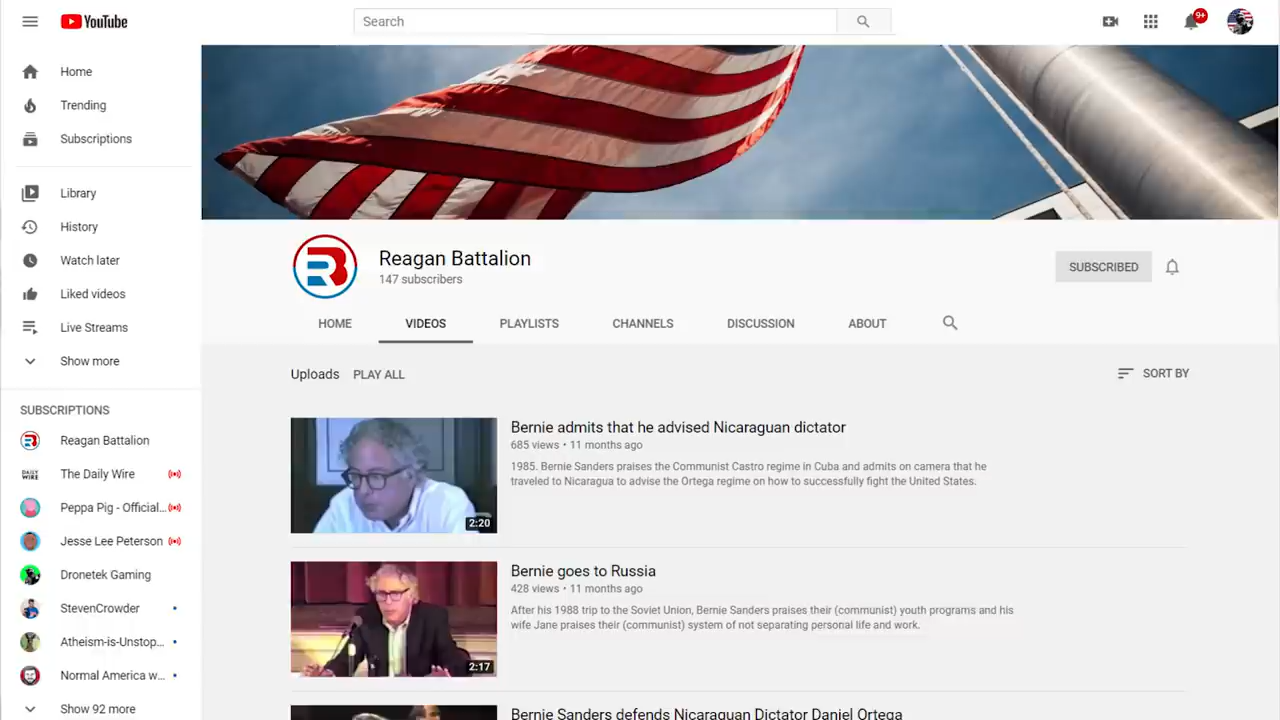 YouTube
Search
9+
Home
Trending
Subscriptions
Library
History
Watch later
Liked videos
Live Streams
Show more
SUBSCRIPTIONS
Reagan Battalion
DAILY WIRE
The Daily Wire
Peppa Pig - Official...
Jesse Lee Peterson
Dronetek Gaming
StevenCrowder
Atheism-is-Unstop...
Normal America w...
Show 92 more
Reagan Battalion
147 subscribers
SUBSCRIBED
HOME VIDEOS PLAYLISTS CHANNELS DISCUSSION ABOUT
Uploads PLAY ALL SORT BY
2:20
Bernie admits that he advised Nicaraguan dictator
685 views • 11 months ago
1985. Bernie Sanders praises the Communist Castro regime in Cuba and admits on camera that he
traveled to Nicaragua to advise the Ortega regime on how to successfully fight the United States.
2:17
Bernie goes to Russia
428 views • 11 months ago
After his 1988 trip to the Soviet Union, Bernie Sanders praises their (communist) youth programs and his
wife Jane praises their (communist) system of not separating personal life and work.
Bernie Sanders defends Nicaraguan Dictator Daniel Ortega